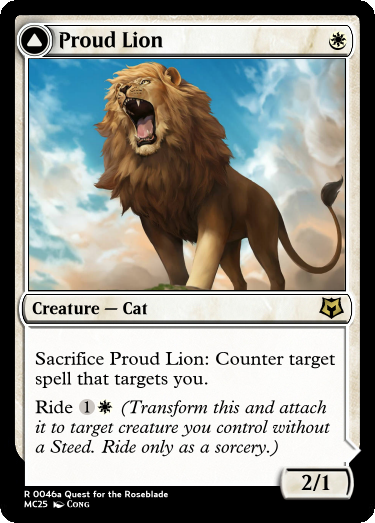 Proud Lion
Creature — Cat
Sacrifice Proud Lion: Counter target
spell that targets you.
Ride 1 (Transform this and attach
it to target creature you control without
a Steed. Ride only as a sorcery.)
2/1
R 0046a Quest for the Roseblade
MC25 Cong